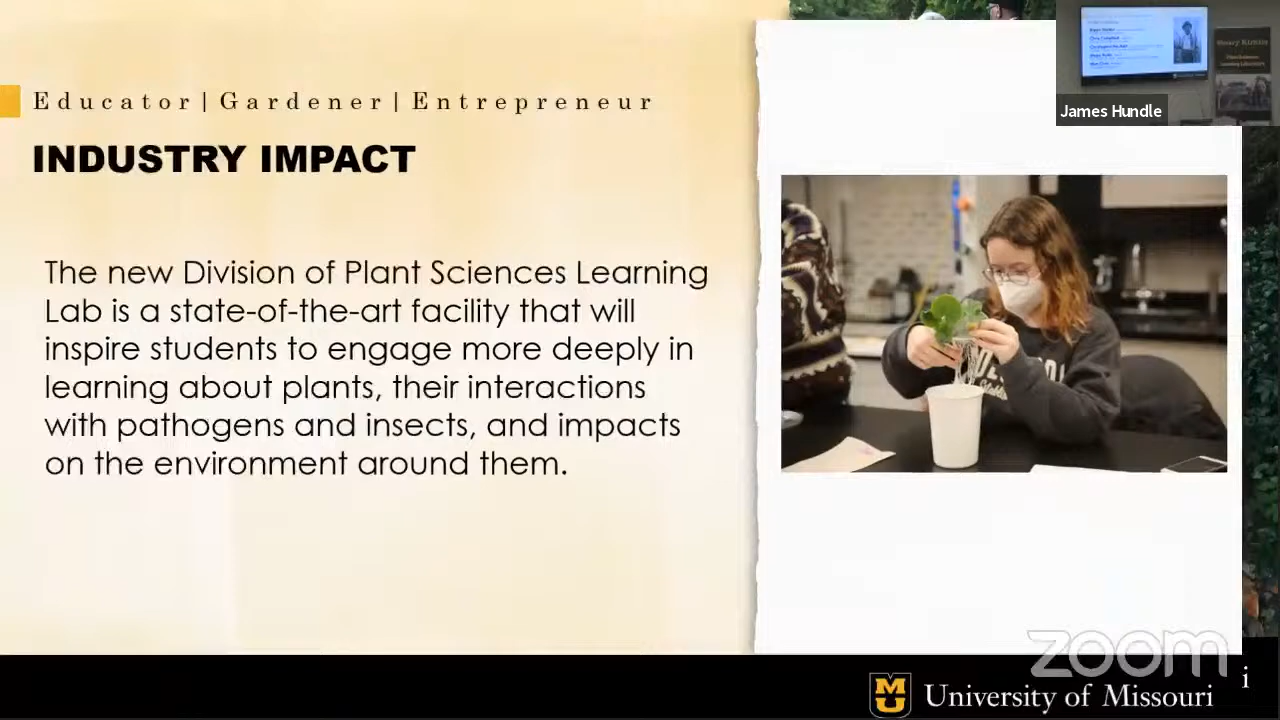 Educator| Gardener| Entrepreneur
INDUSTRY IMPACT
The new Division of Plant Sciences Learning
Lab is a state-of-the-art facility that will
inspire students to engage more deeply in
learning about plants, their interactions
with pathogens and insects, and impacts
on the environment around them.
James Hundle
zoom
i
MU
University of Missouri